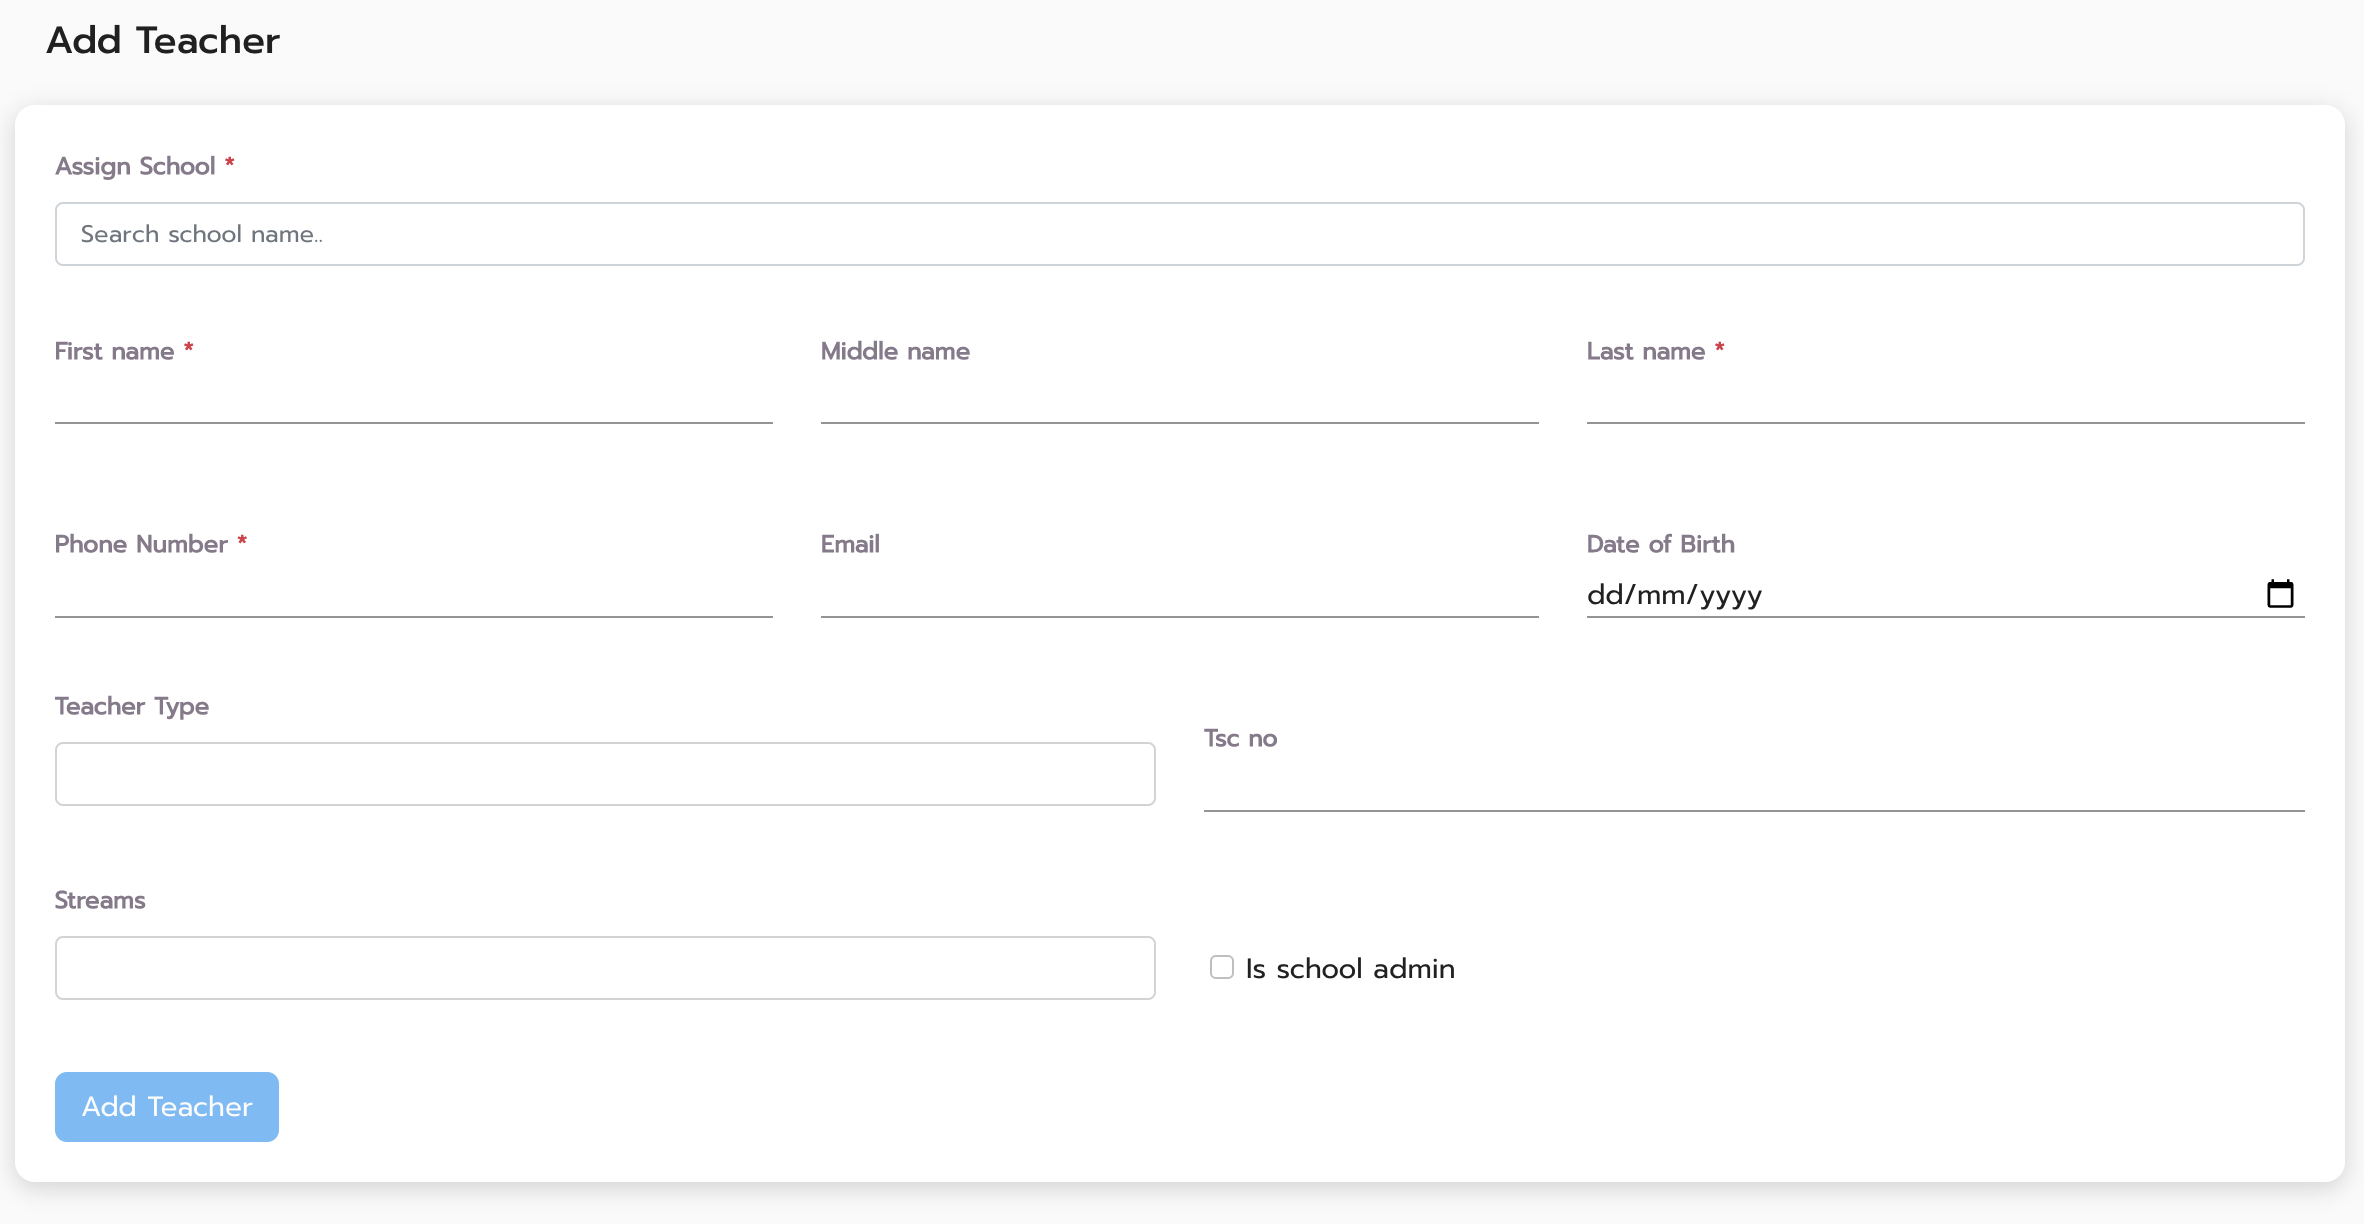 Add Teacher
Assign School *
Search school name..
First name *
Middle name
Last name *
Phone Number *
Email
Date of Birth
dd/mm/yyyy
Teacher Type
Tsc no
Streams
Is school admin
Add Teacher